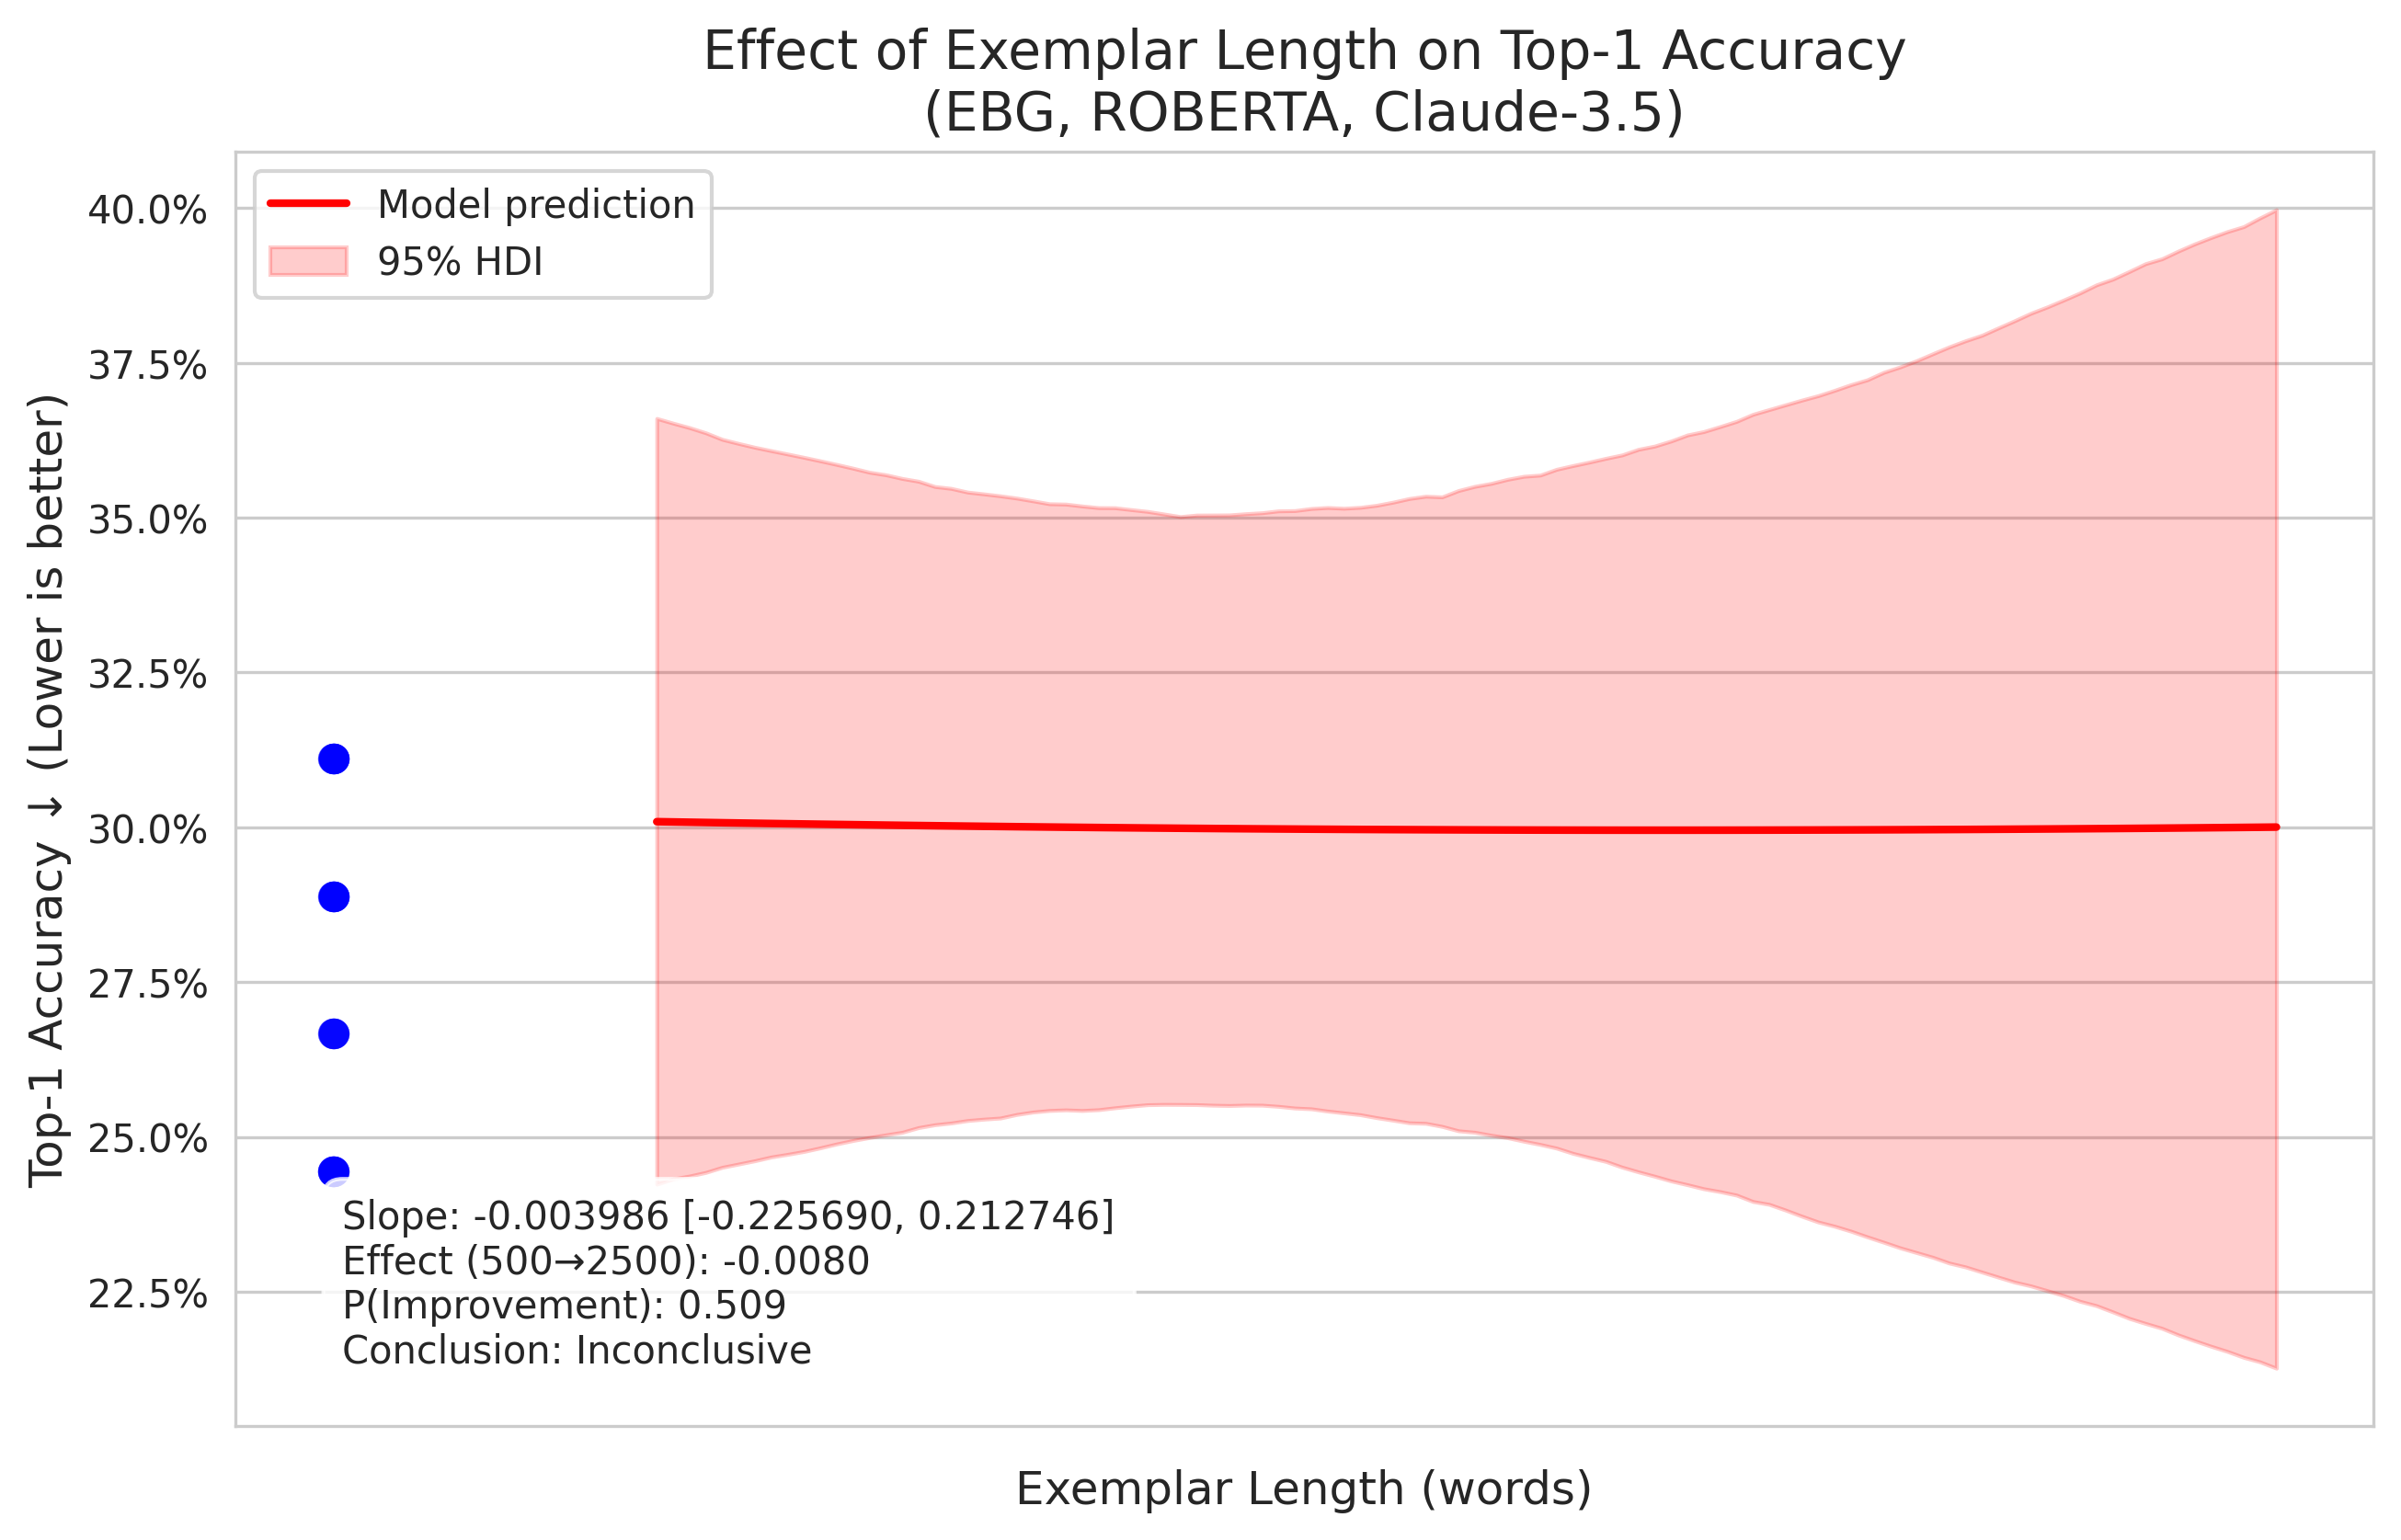 Effect of Exemplar Length on Top-1 Accuracy
(EBG, ROBERTA, Claude-3.5)
Model prediction
95% HDI
40.0%
37.5%
35.0%
32.5%
30.0%
27.5%
25.0%
22.5%
Top-1 Accuracy ↓ (Lower is better)
Slope: -0.003986 [-0.225690, 0.212746]
Effect (500→2500): -0.0080
P(Improvement): 0.509
Conclusion: Inconclusive
Exemplar Length (words)